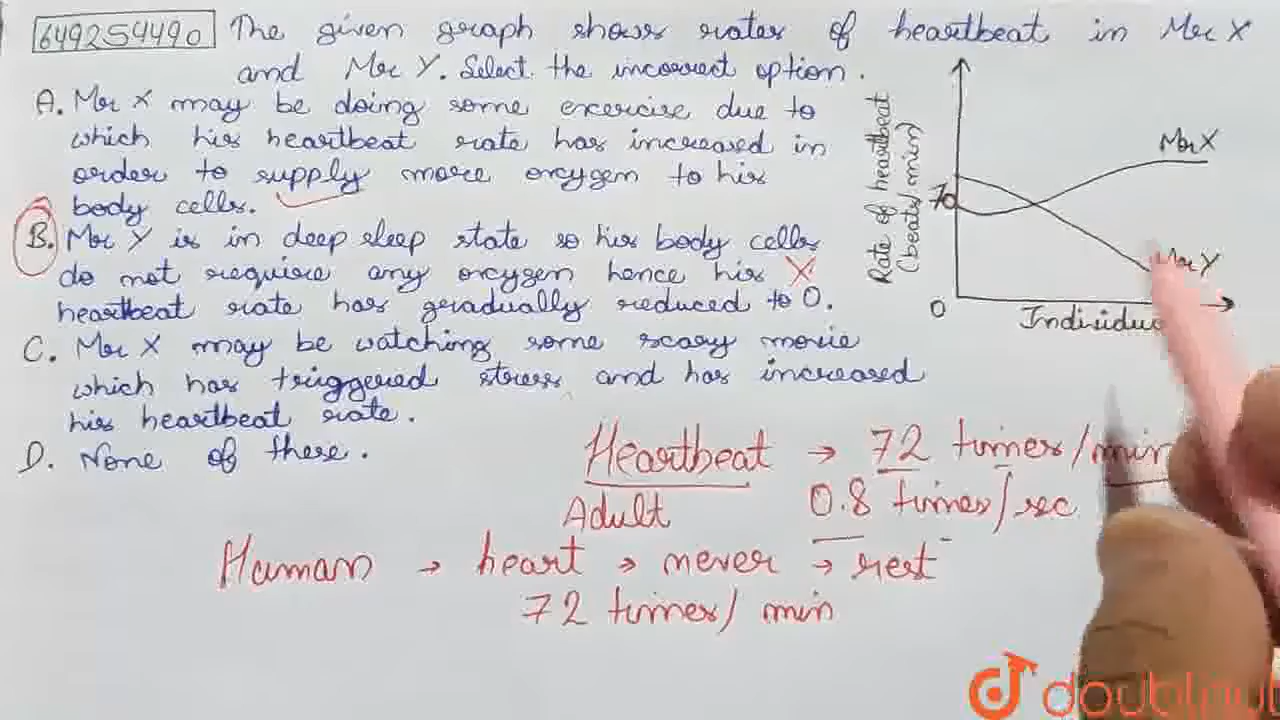 6492S4490 The given graph shows rates of heartbeat in Mr X
and Mr Y. Select the incorrect option.
A. Mr X may be doing some exercise due to
which his heartbeat rate has increased in
order to supply more oxygen to his
body cells.
B. Mr Y is in deep sleep state so his body cells
do not require any oxygen hence his X
heartbeat rate has gradually reduced to 0.
C. Mr X may be watching some scary movie
which has triggered stress and has increased
his heartbeat rate.
D. None of these.
Rate of heartbeat
(beats/min)
70
0
Mr X
Mr Y
Heartbeat → 72 times/min
Adult 0.8 times/sec
Human → heart → never → rest
72 times/min
doubtnut